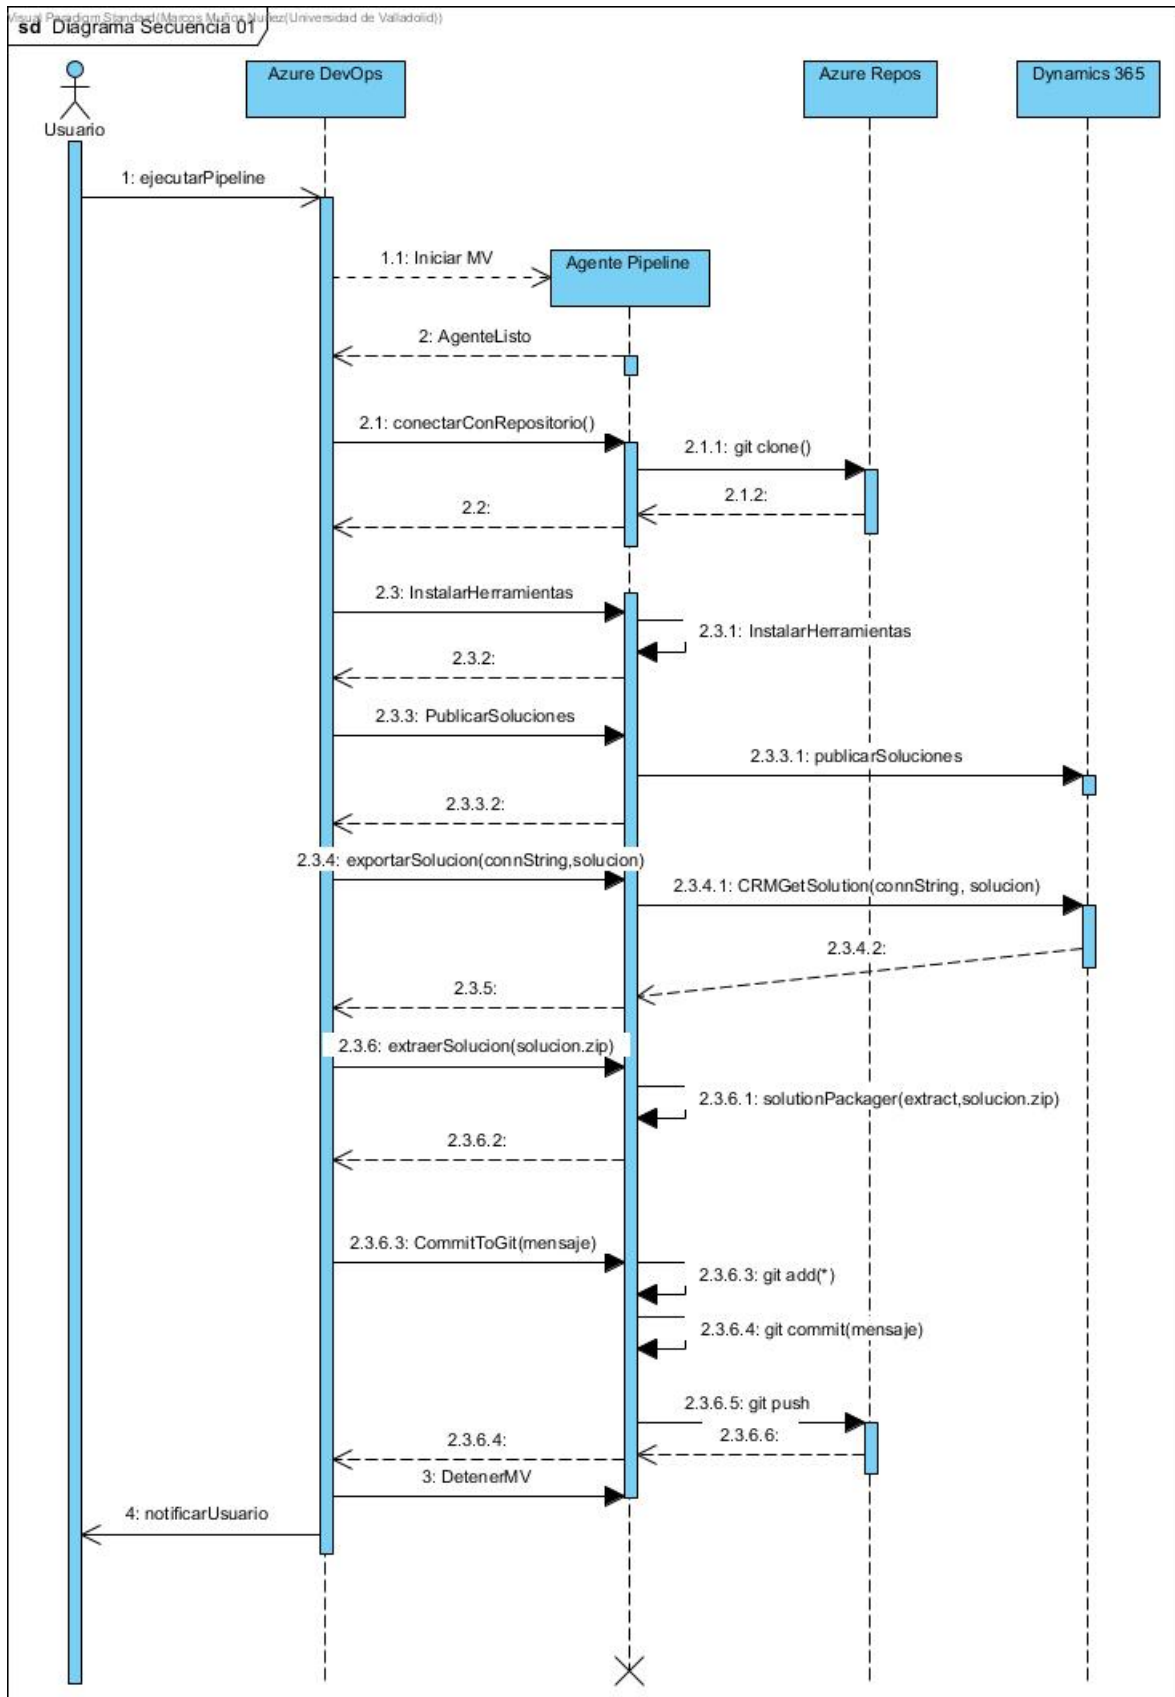 Visual Paradigm Standard(Marcos Muñoz Nuñez(Universidad de Valladolid))
sd Diagrama Secuencia 01
Azure DevOps
Azure Repos
Dynamics 365
Usuario
1: ejecutarPipeline
1.1: Iniciar MV
Agente Pipeline
2: AgenteListo
2.1: conectarConRepositorio()
2.1.1: git clone()
2.1.2:
2.2:
2.3: InstalarHerramientas
2.3.1: InstalarHerramientas
2.3.2:
2.3.3: PublicarSoluciones
2.3.3.1: publicarSoluciones
2.3.3.2:
2.3.4: exportarSolucion(connString,solucion)
2.3.4.1: CRMGetSolution(connString, solucion)
2.3.4.2:
2.3.5:
2.3.6: extraerSolucion(solucion.zip)
2.3.6.1: solutionPackager(extract,solucion.zip)
2.3.6.2:
2.3.6.3: CommitToGit(mensaje)
2.3.6.3: git add(*)
2.3.6.4: git commit(mensaje)
2.3.6.5: git push
2.3.6.6:
2.3.6.4:
3: DetenerMV
4: notificarUsuario